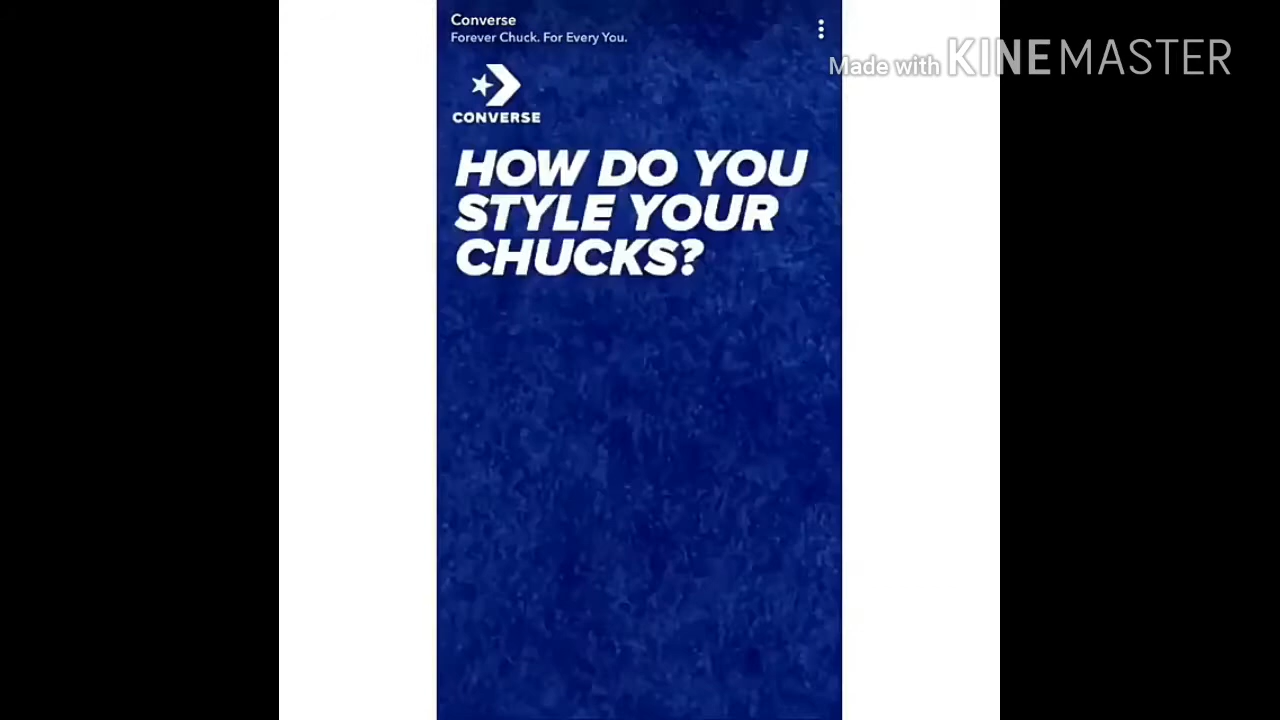 Converse
Forever Chuck. For Every You.
Made with KINEMASTER
CONVERSE
HOW DO YOU
STYLE YOUR
CHUCKS?